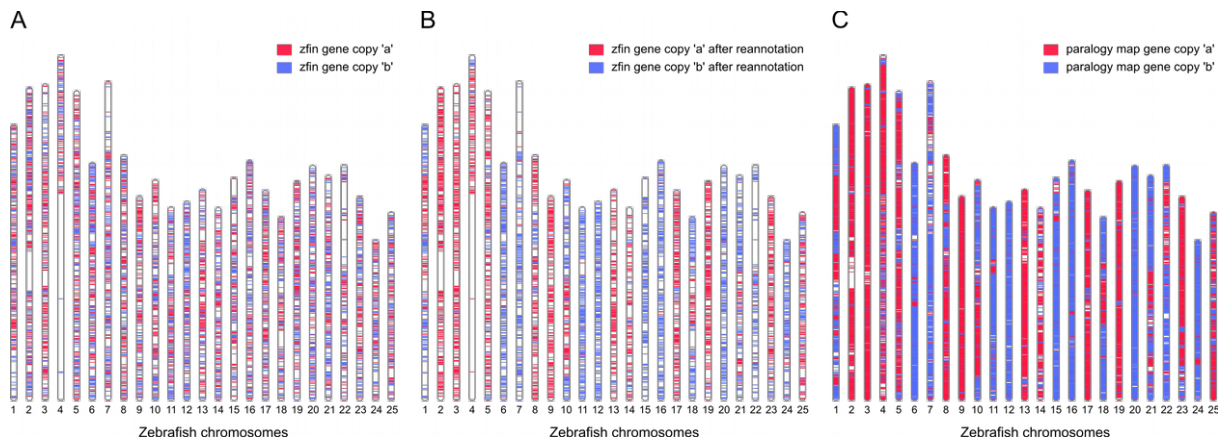 A
zfin gene copy 'a'
zfin gene copy 'b'
1 2 3 4 5 6 7 8 9 10 11 12 13 14 15 16 17 18 19 20 21 22 23 24 25
Zebrafish chromosomes
B
zfin gene copy 'a' after reannotation
zfin gene copy 'b' after reannotation
1 2 3 4 5 6 7 8 9 10 11 12 13 14 15 16 17 18 19 20 21 22 23 24 25
Zebrafish chromosomes
C
paralogy map gene copy 'a'
paralogy map gene copy 'b'
1 2 3 4 5 6 7 8 9 10 11 12 13 14 15 16 17 18 19 20 21 22 23 24 25
Zebrafish chromosomes